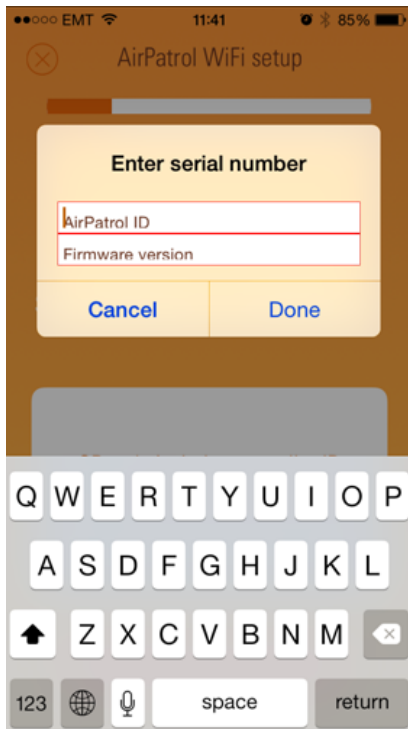 EMT 11:41 85%
AirPatrol WiFi setup
Enter serial number
AirPatrol ID
Firmware version
Cancel Done
Q W E R T Y U I O P
A S D F G H J K L
Z X C V B N M
123 space return